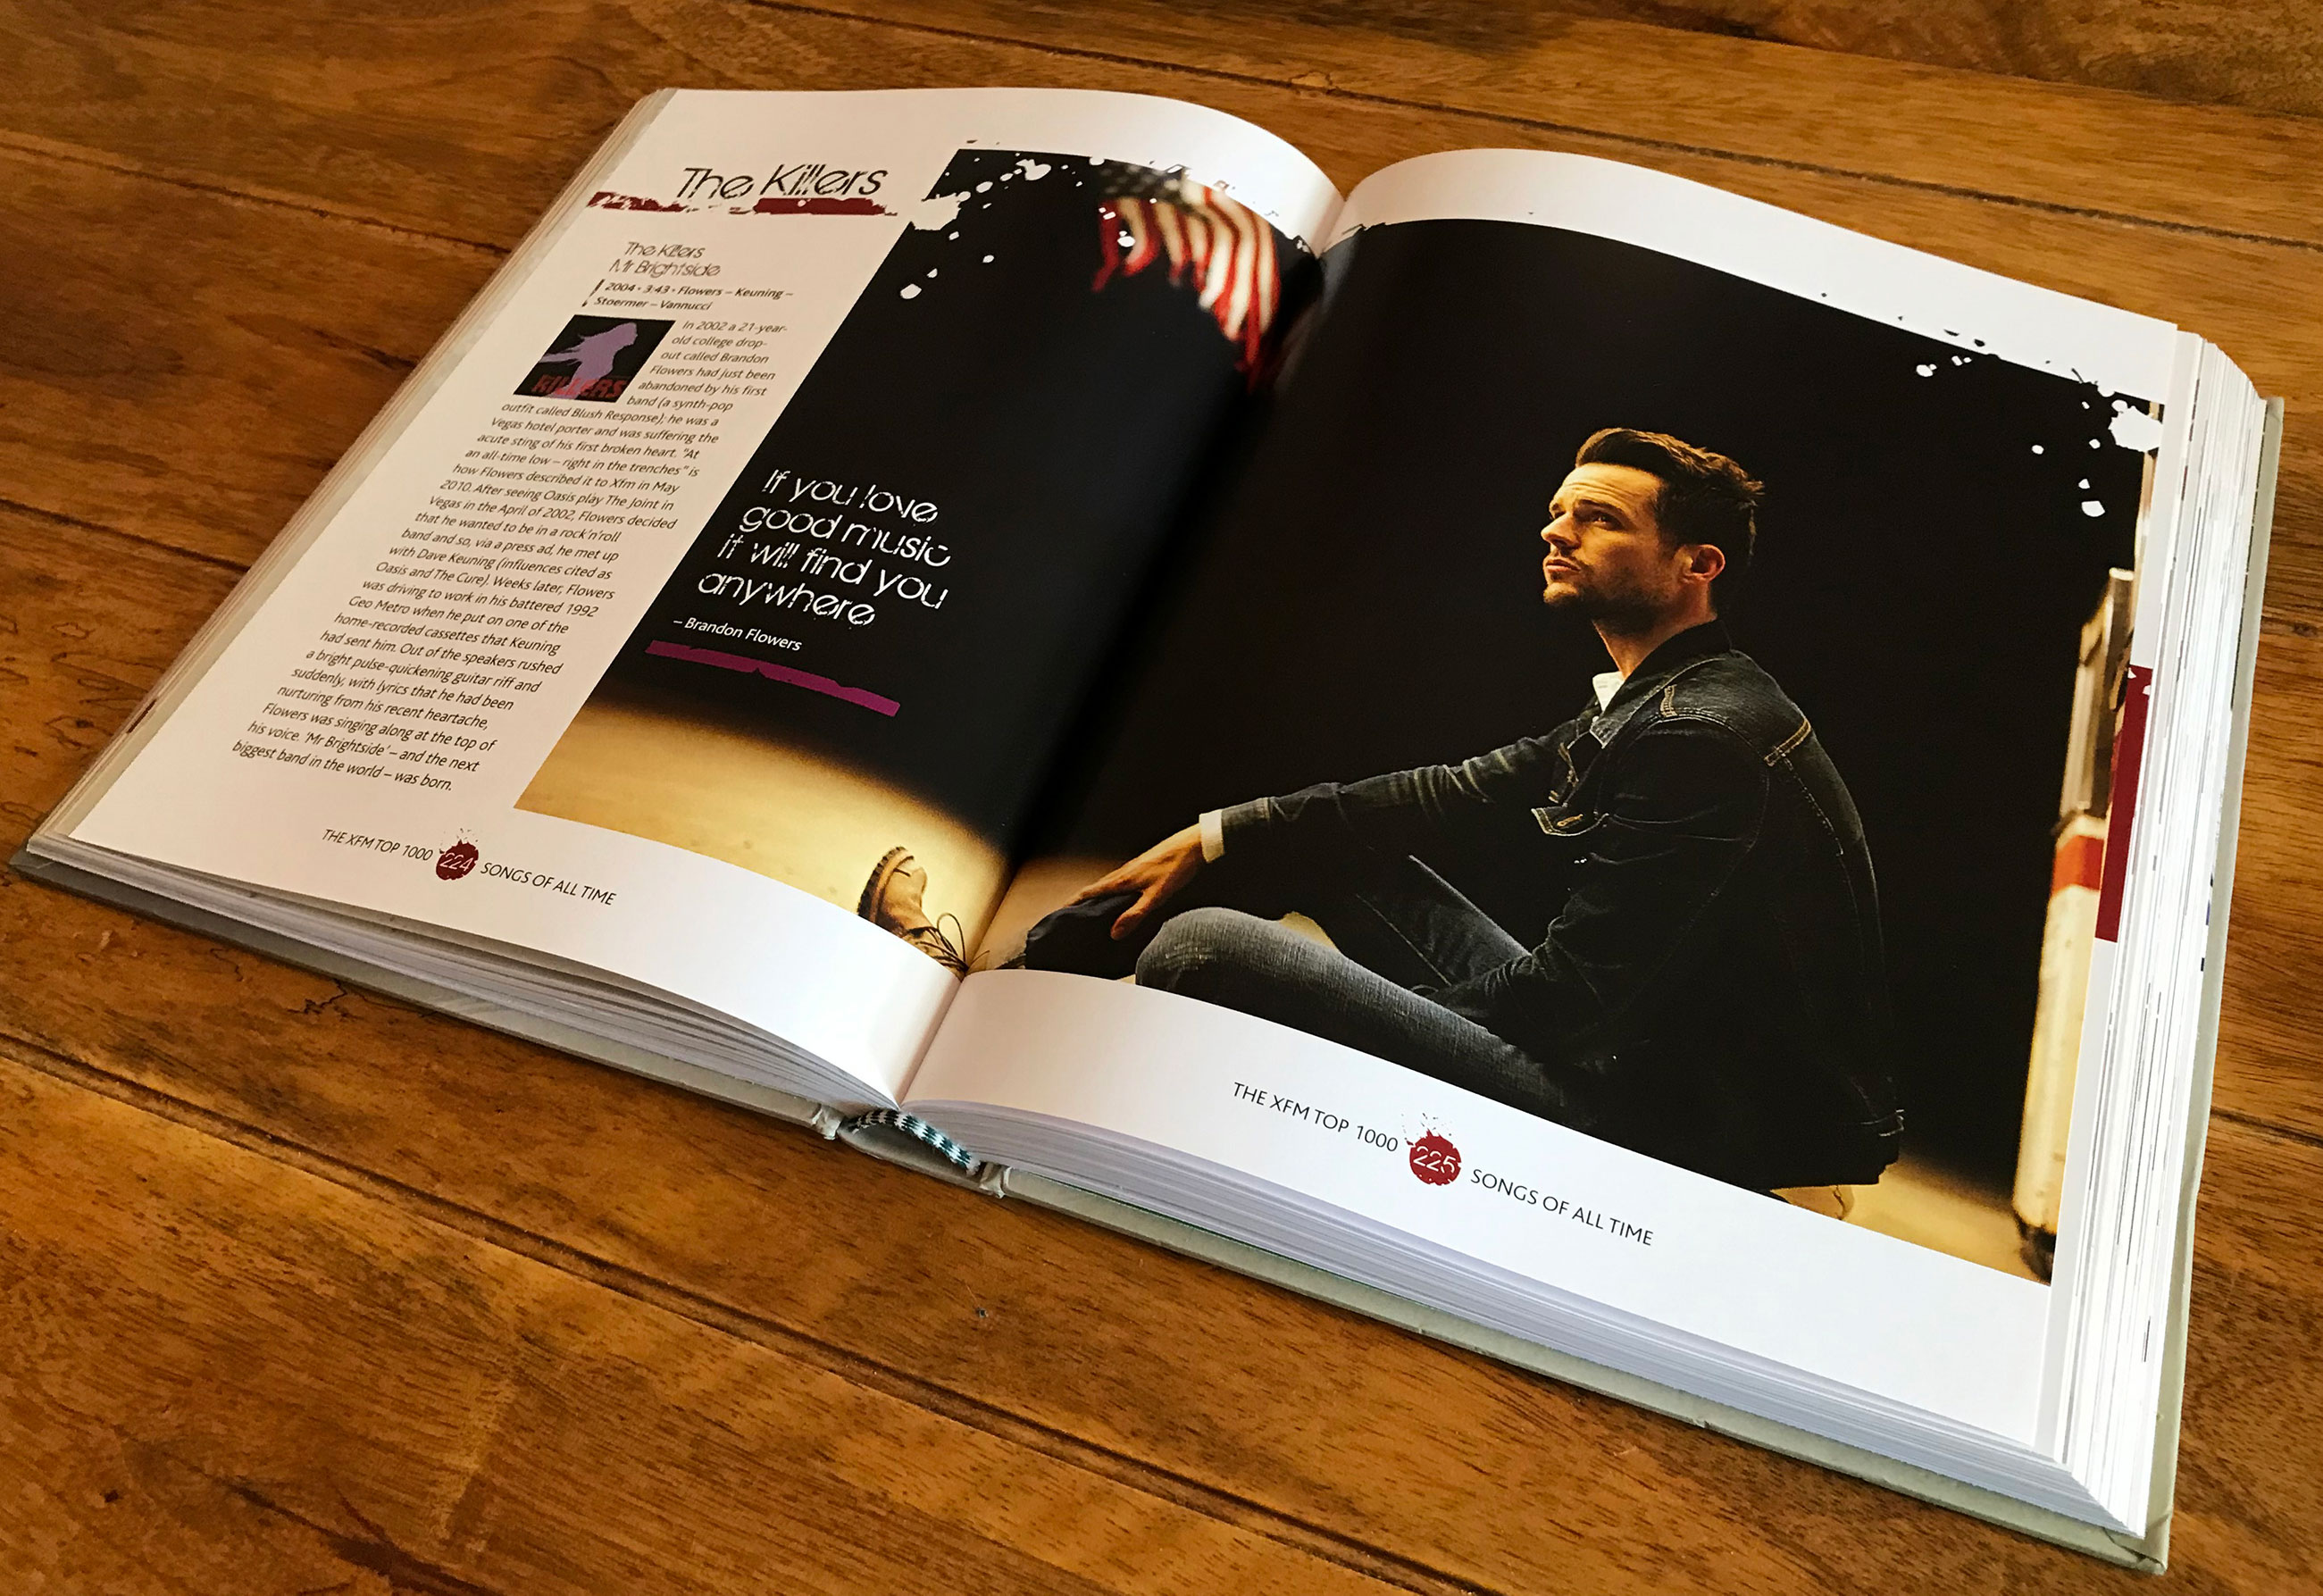 The Killers
The Killers
Mr Brightside
2004 • 3:43 • Flowers – Keuning –
Stoermer – Vannucci
KILLERS
In 2002 a 21-year-
old college drop-
out called Brandon
Flowers had just been
abandoned by his first
band (a synth-pop
outfit called Blush Response); he was a
Vegas hotel porter and was suffering the
acute sting of his first broken heart. “At
an all-time low – right in the trenches” is
how Flowers described it to Xfm in May
2010. After seeing Oasis play The Joint in
Vegas in the April of 2002, Flowers decided
that he wanted to be in a rock’n’roll
band and so, via a press ad, he met up
with Dave Keuning (influences cited as
Oasis and The Cure). Weeks later, Flowers
was driving to work in his battered 1992
Geo Metro when he put on one of the
home-recorded cassettes that Keuning
had sent him. Out of the speakers rushed
a bright pulse-quickening guitar riff and
suddenly, with lyrics that he had been
nurturing from his recent heartache,
Flowers was singing along at the top of
his voice. ‘Mr Brightside’ – and the next
biggest band in the world – was born.
If you love
good music
it will find you
anywhere
– Brandon Flowers
THE XFM TOP 1000 224 SONGS OF ALL TIME
THE XFM TOP 1000 225 SONGS OF ALL TIME